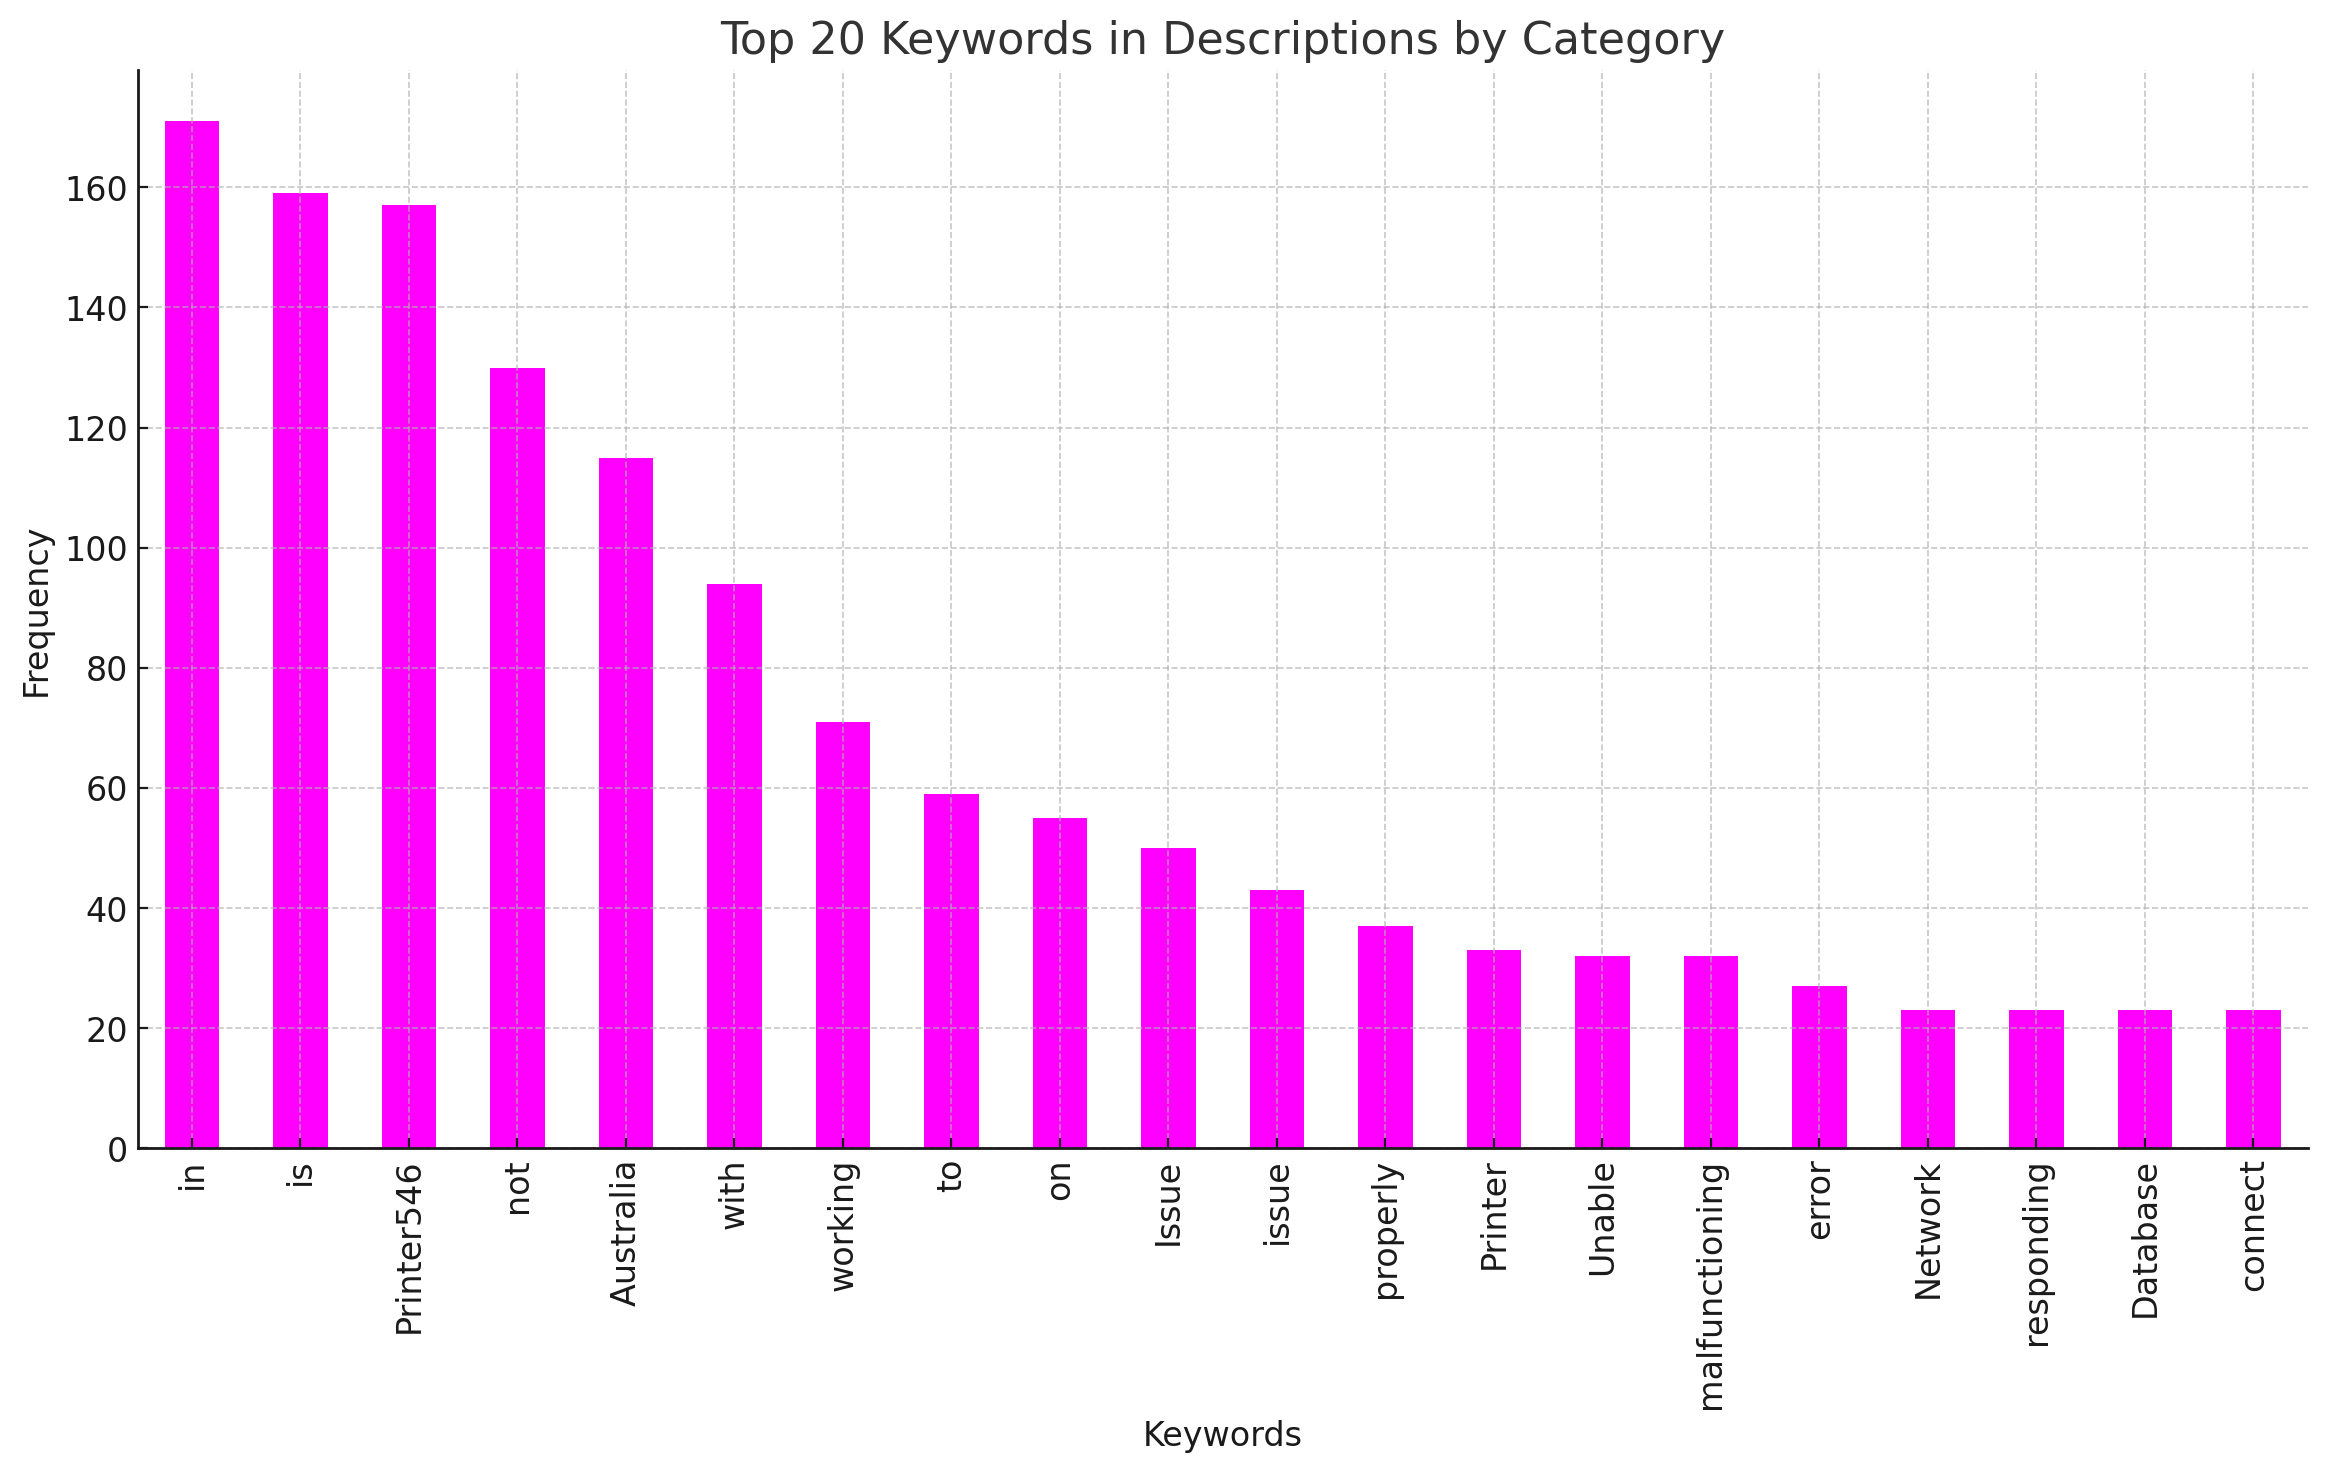 Top 20 Keywords in Descriptions by Category
Frequency
160
140
120
100
80
60
40
20
0
in
is
Printer546
not
Australia
with
working
to
on
Issue
issue
properly
Printer
Unable
malfunctioning
error
Network
responding
Database
connect
Keywords